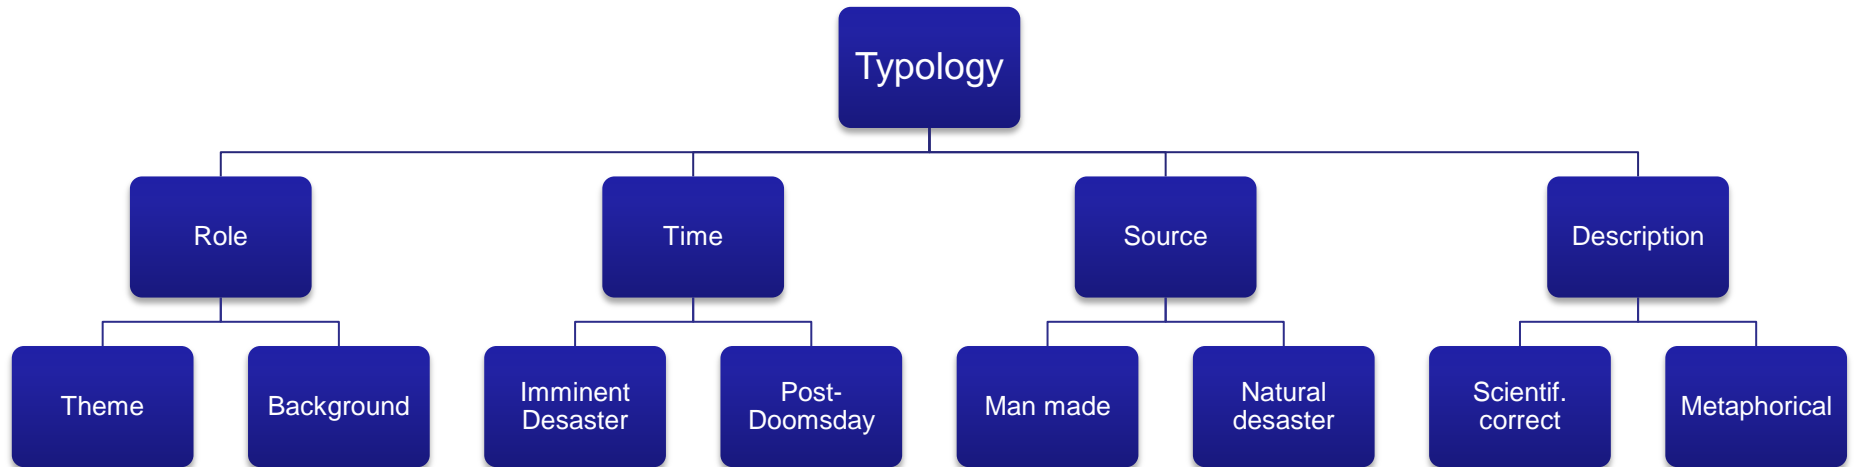 Typology
Role
Time
Source
Description
Theme
Background
Imminent
Desaster
Post-
Doomsday
Man made
Natural
desaster
Scientif.
correct
Metaphorical